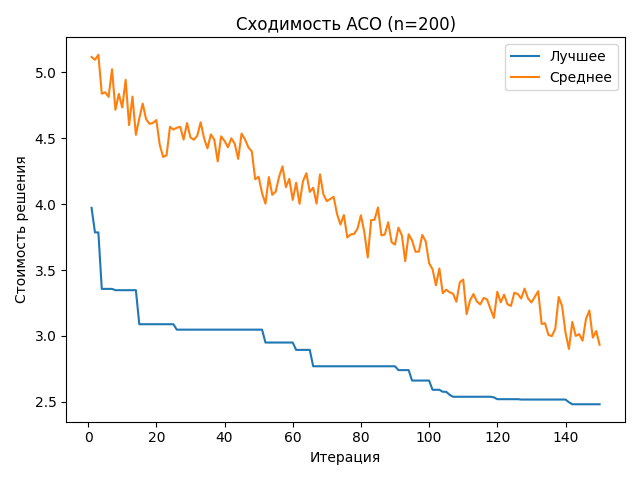 Сходимость ACO (n=200)
Лучшее
Среднее
Стоимость решения
5.0
4.5
4.0
3.5
3.0
2.5
0 20 40 60 80 100 120 140
Итерация